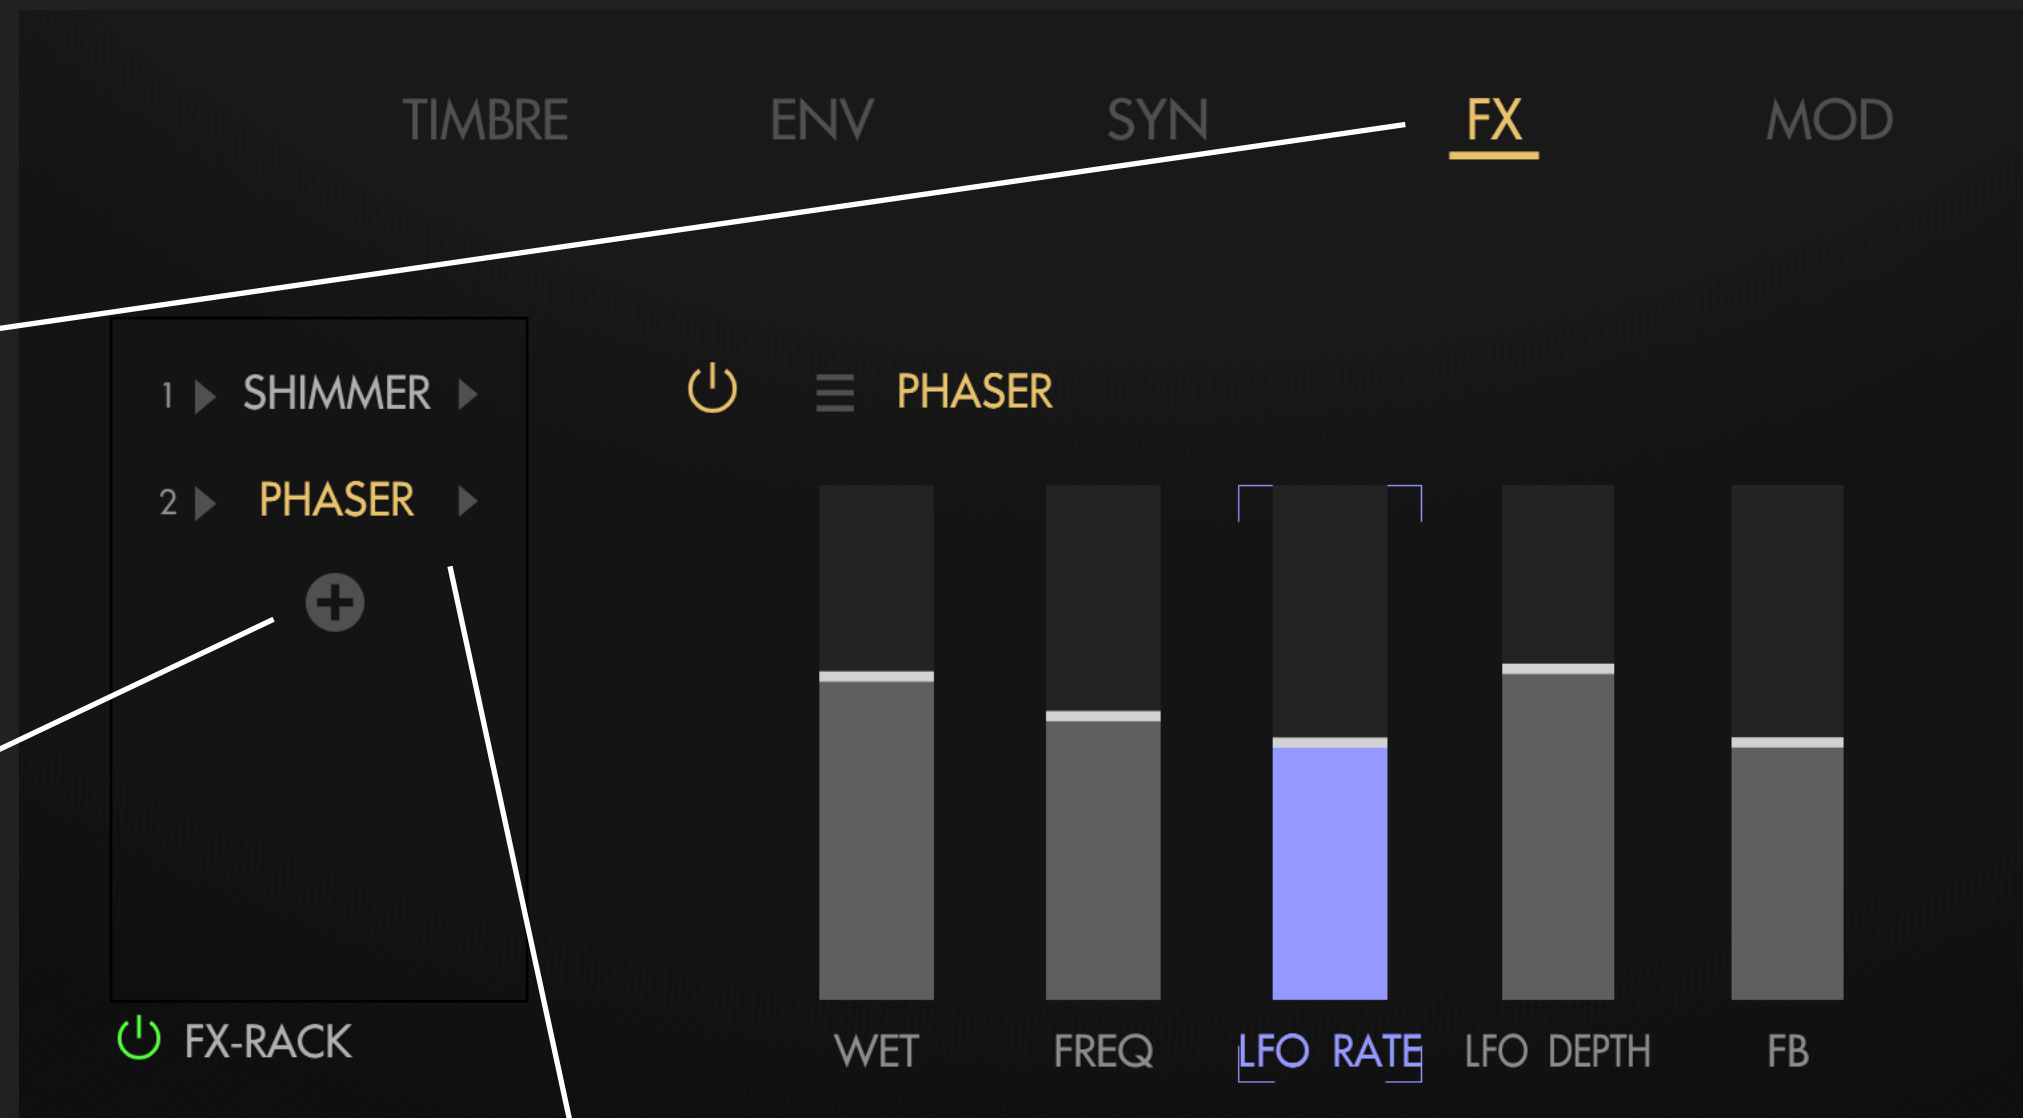 TIMBRE ENV SYN FX MOD
1 SHIMMER
PHASER
2 PHASER
FX-RACK
WET FREQ LFO RATE LFO DEPTH FB